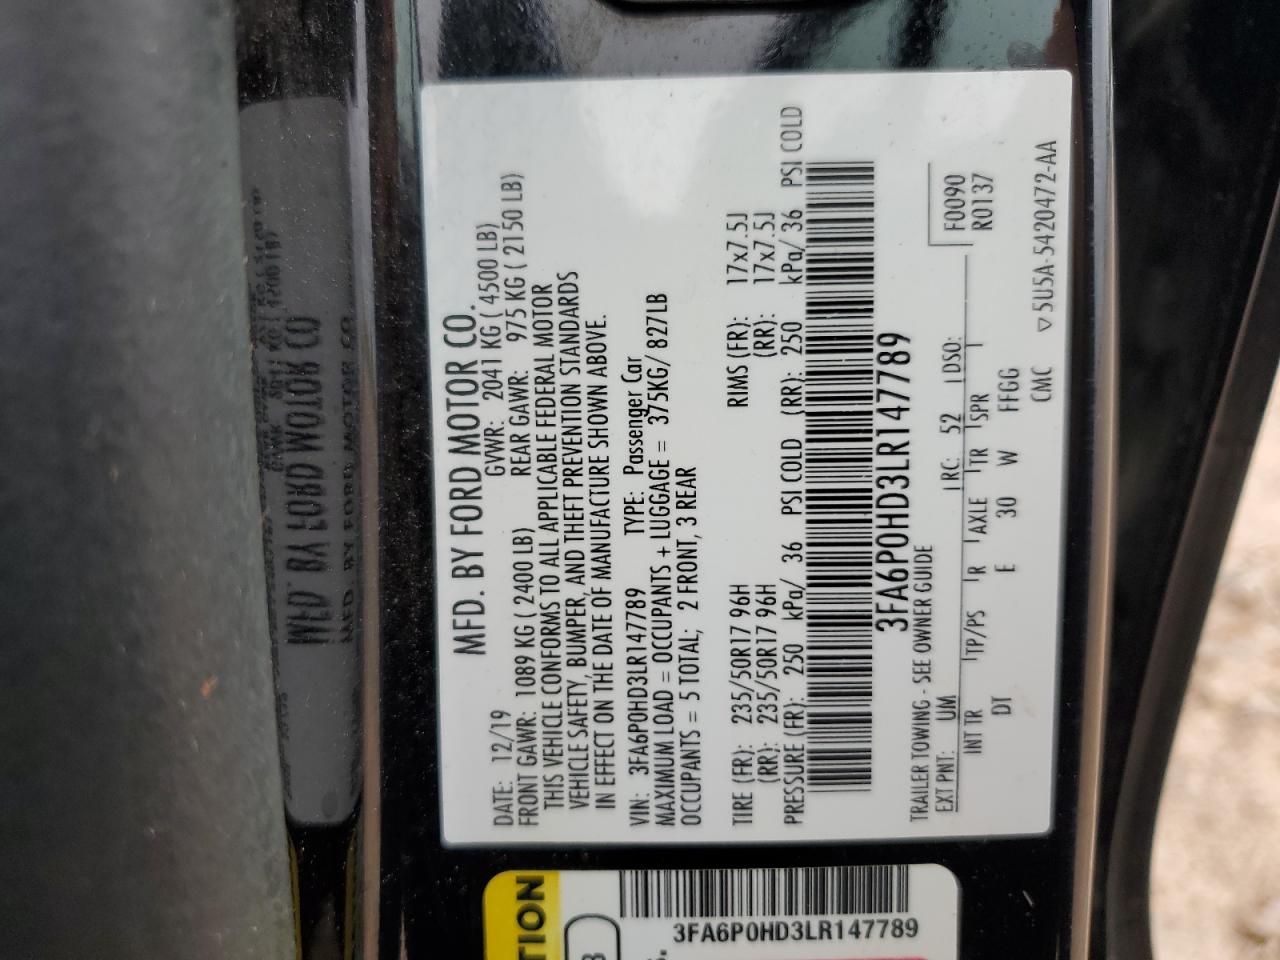 MFD. BY FORD MOTOR CO.
DATE: 12/19 GVWR: 2041 KG ( 4500 LB)
FRONT GAWR: 1089 KG ( 2400 LB) REAR GAWR: 975 KG ( 2150 LB)
THIS VEHICLE CONFORMS TO ALL APPLICABLE FEDERAL MOTOR
VEHICLE SAFETY, BUMPER, AND THEFT PREVENTION STANDARDS
IN EFFECT ON THE DATE OF MANUFACTURE SHOWN ABOVE.
VIN: 3FA6P0HD3LR147789 TYPE: Passenger Car
MAXIMUM LOAD = OCCUPANTS + LUGGAGE = 375KG/ 827LB
OCCUPANTS = 5 TOTAL; 2 FRONT, 3 REAR
TIRE (FR): 235/50R17 96H RIMS (FR): 17x7.5J
(RR): 235/50R17 96H (RR): 17x7.5J
PRESSURE (FR): 250 kPa/ 36 PSI COLD (RR): 250 kPa/ 36 PSI COLD
3FA6P0HD3LR147789
TRAILER TOWING - SEE OWNER GUIDE F0090
R0137
EXT PNT: UM RC: 52 DSO:
INT TR TP/PS R AXLE TR SPR
DT E 30 W FFGG
CMC ▽5U5A-5420472-AA
TION
3FA6P0HD3LR147789